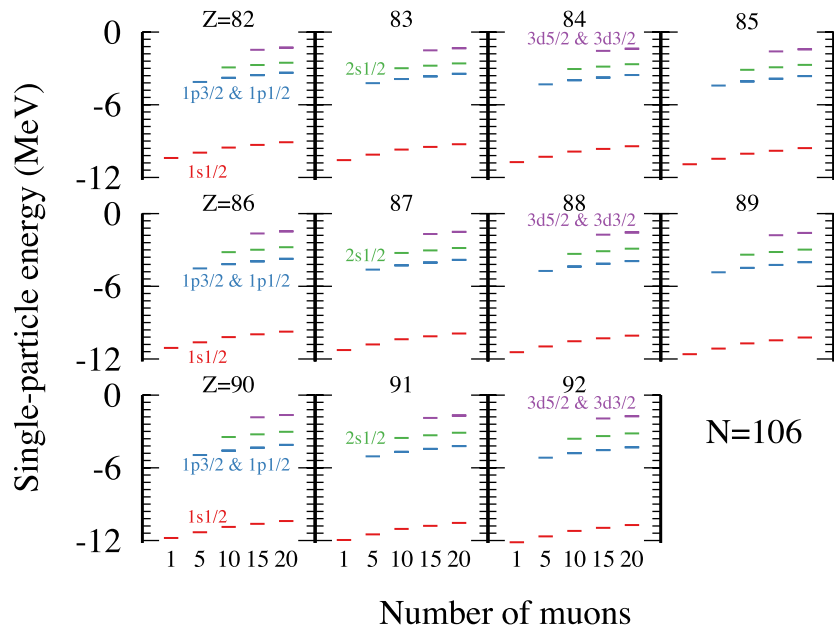 Single-particle energy (MeV)
0
-6
-12
Z=82
1p3/2 & 1p1/2
1s1/2
83
2s1/2
84
3d5/2 & 3d3/2
85
0
-6
-12
Z=86
1p3/2 & 1p1/2
1s1/2
87
2s1/2
88
3d5/2 & 3d3/2
89
0
-6
-12
Z=90
1p3/2 & 1p1/2
1s1/2
91
2s1/2
92
3d5/2 & 3d3/2
N=106
1 5 10 15 20 1 5 10 15 20 1 5 10 15 20
Number of muons